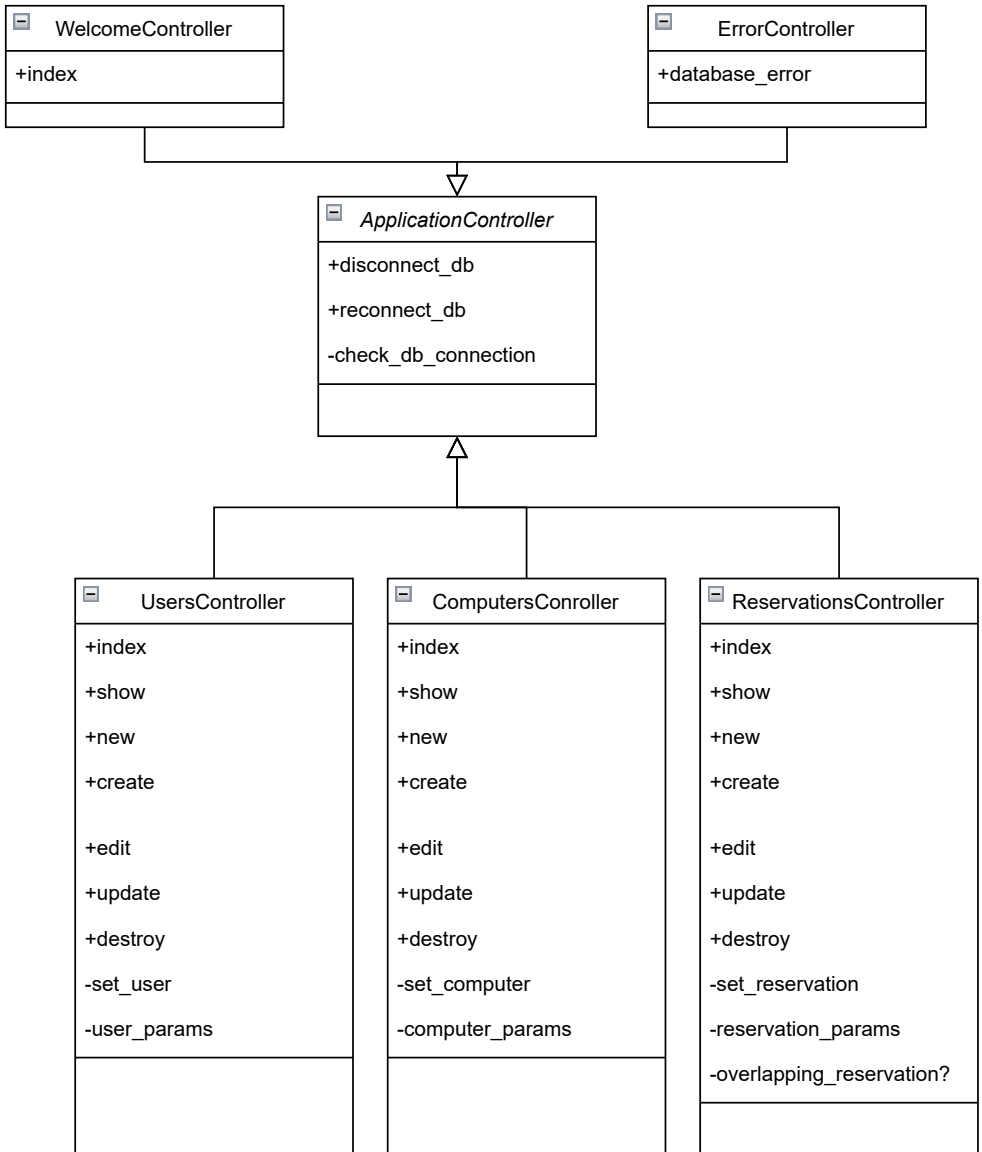 WelcomeController
+index
ErrorController
+database_error
ApplicationController
+disconnect_db
+reconnect_db
-check_db_connection
UsersController
+index
+show
+new
+create
+edit
+update
+destroy
-set_user
-user_params
ComputersConroller
+index
+show
+new
+create
+edit
+update
+destroy
-set_computer
-computer_params
ReservationsController
+index
+show
+new
+create
+edit
+update
+destroy
-set_reservation
-reservation_params
-overlapping_reservation?